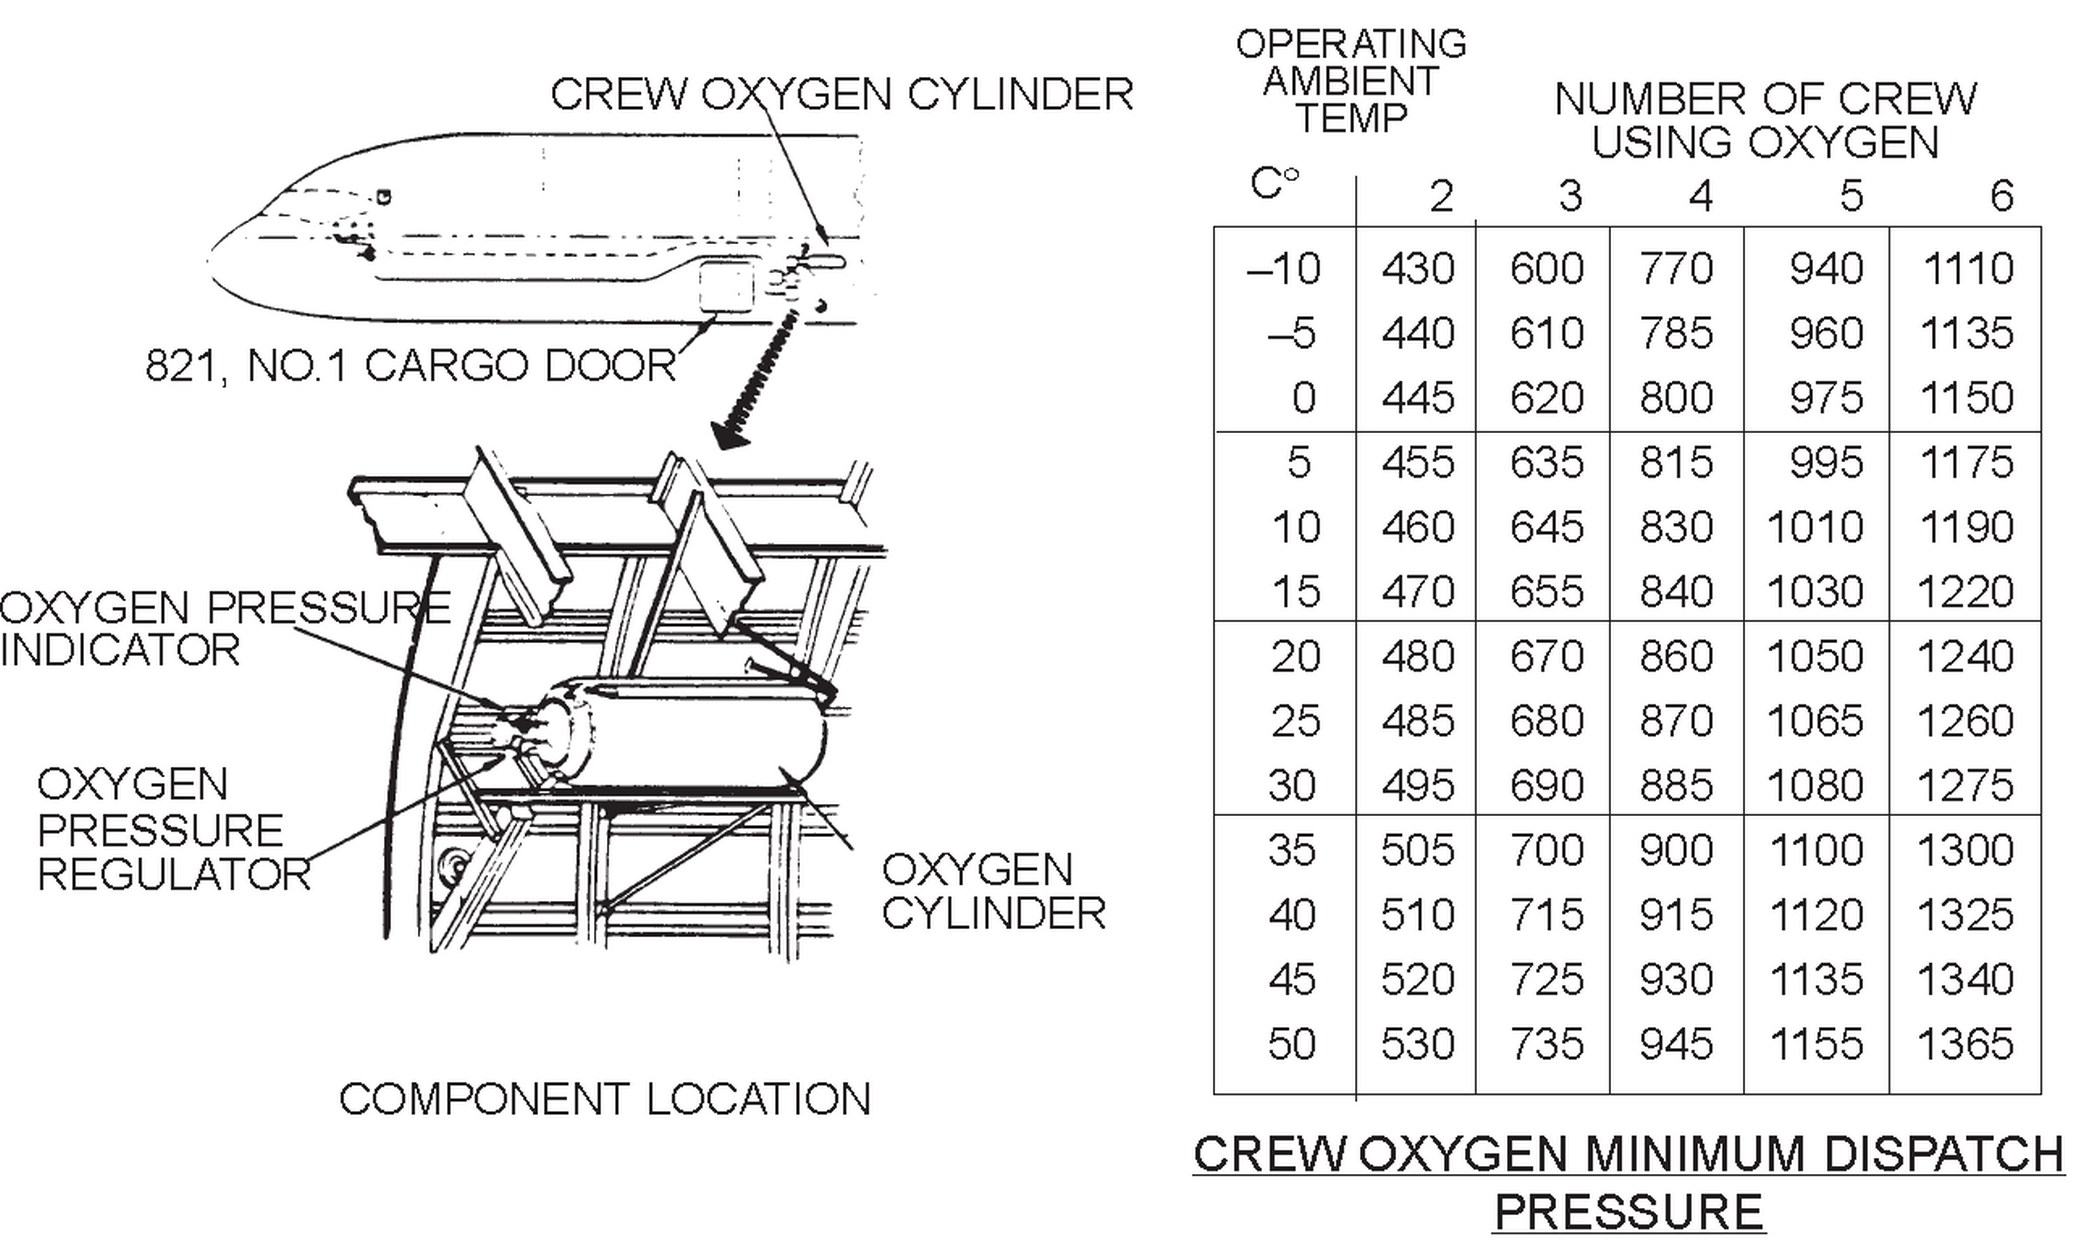 CREW OXYGEN CYLINDER
821, NO.1 CARGO DOOR
OXYGEN PRESSURE
INDICATOR
OXYGEN
PRESSURE
REGULATOR
OXYGEN
CYLINDER
COMPONENT LOCATION
OPERATING
AMBIENT
TEMP
NUMBER OF CREW
USING OXYGEN
C° 2 3 4 5 6
–10 430 600 770 940 1110
–5 440 610 785 960 1135
0 445 620 800 975 1150
5 455 635 815 995 1175
10 460 645 830 1010 1190
15 470 655 840 1030 1220
20 480 670 860 1050 1240
25 485 680 870 1065 1260
30 495 690 885 1080 1275
35 505 700 900 1100 1300
40 510 715 915 1120 1325
45 520 725 930 1135 1340
50 530 735 945 1155 1365
CREW OXYGEN MINIMUM DISPATCH
PRESSURE